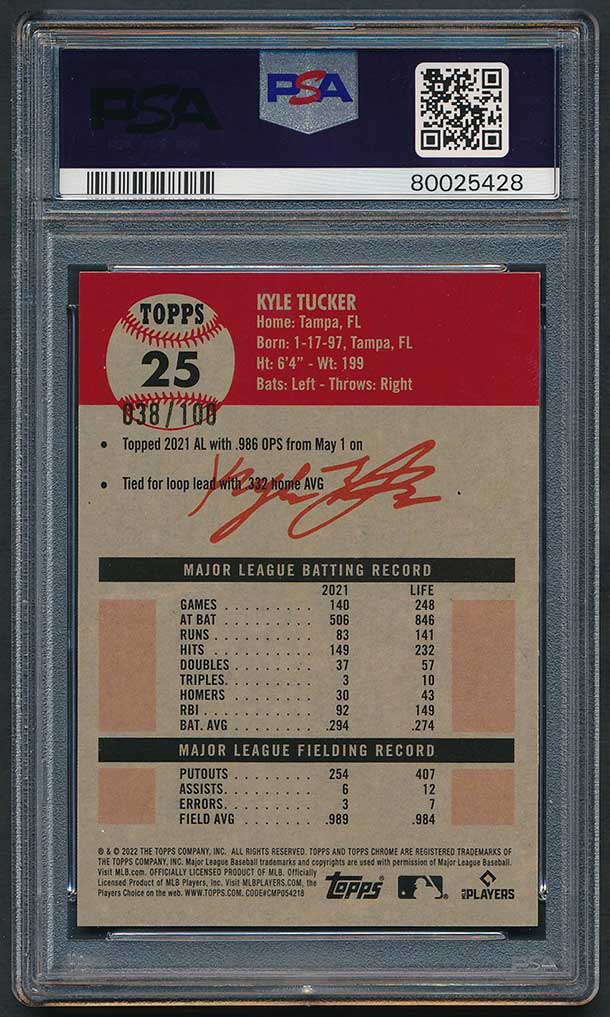 PSA
PSA
80025428
TOPPS
25
038/100
KYLE TUCKER
Home: Tampa, FL
Born: 1-17-97, Tampa, FL
Ht: 6'4" - Wt: 199
Bats: Left - Throws: Right
• Topped 2021 AL with .986 OPS from May 1 on
• Tied for loop lead with .332 home AVG
MAJOR LEAGUE BATTING RECORD
2021 LIFE
GAMES . . . . . . . . . 140 248
AT BAT . . . . . . . . . 506 846
RUNS . . . . . . . . . 83 141
HITS . . . . . . . . . 149 232
DOUBLES . . . . . . . . 37 57
TRIPLES. . . . . . . . . 3 10
HOMERS . . . . . . . . 30 43
RBI . . . . . . . . . . 92 149
BAT. AVG . . . . . . . . .294 .274
MAJOR LEAGUE FIELDING RECORD
PUTOUTS . . . . . . . . 254 407
ASSISTS. . . . . . . . . 6 12
ERRORS . . . . . . . . 3 7
FIELD AVG . . . . . . . .989 .984
® & © 2022 THE TOPPS COMPANY, INC. ALL RIGHTS RESERVED. TOPPS AND TOPPS CHROME ARE REGISTERED TRADEMARKS OF
THE TOPPS COMPANY, INC. Major League Baseball trademarks and copyrights are used with permission of Major League Baseball.
Visit MLB.com. OFFICIALLY LICENSED PRODUCT OF MLB. Officially
Licensed Product of MLB Players, Inc. Visit MLBPLAYERS.COM, the
Players Choice on the web. WWW.TOPPS.COM. CODE#CMP054218
topps
MLB PLAYERS
PSA